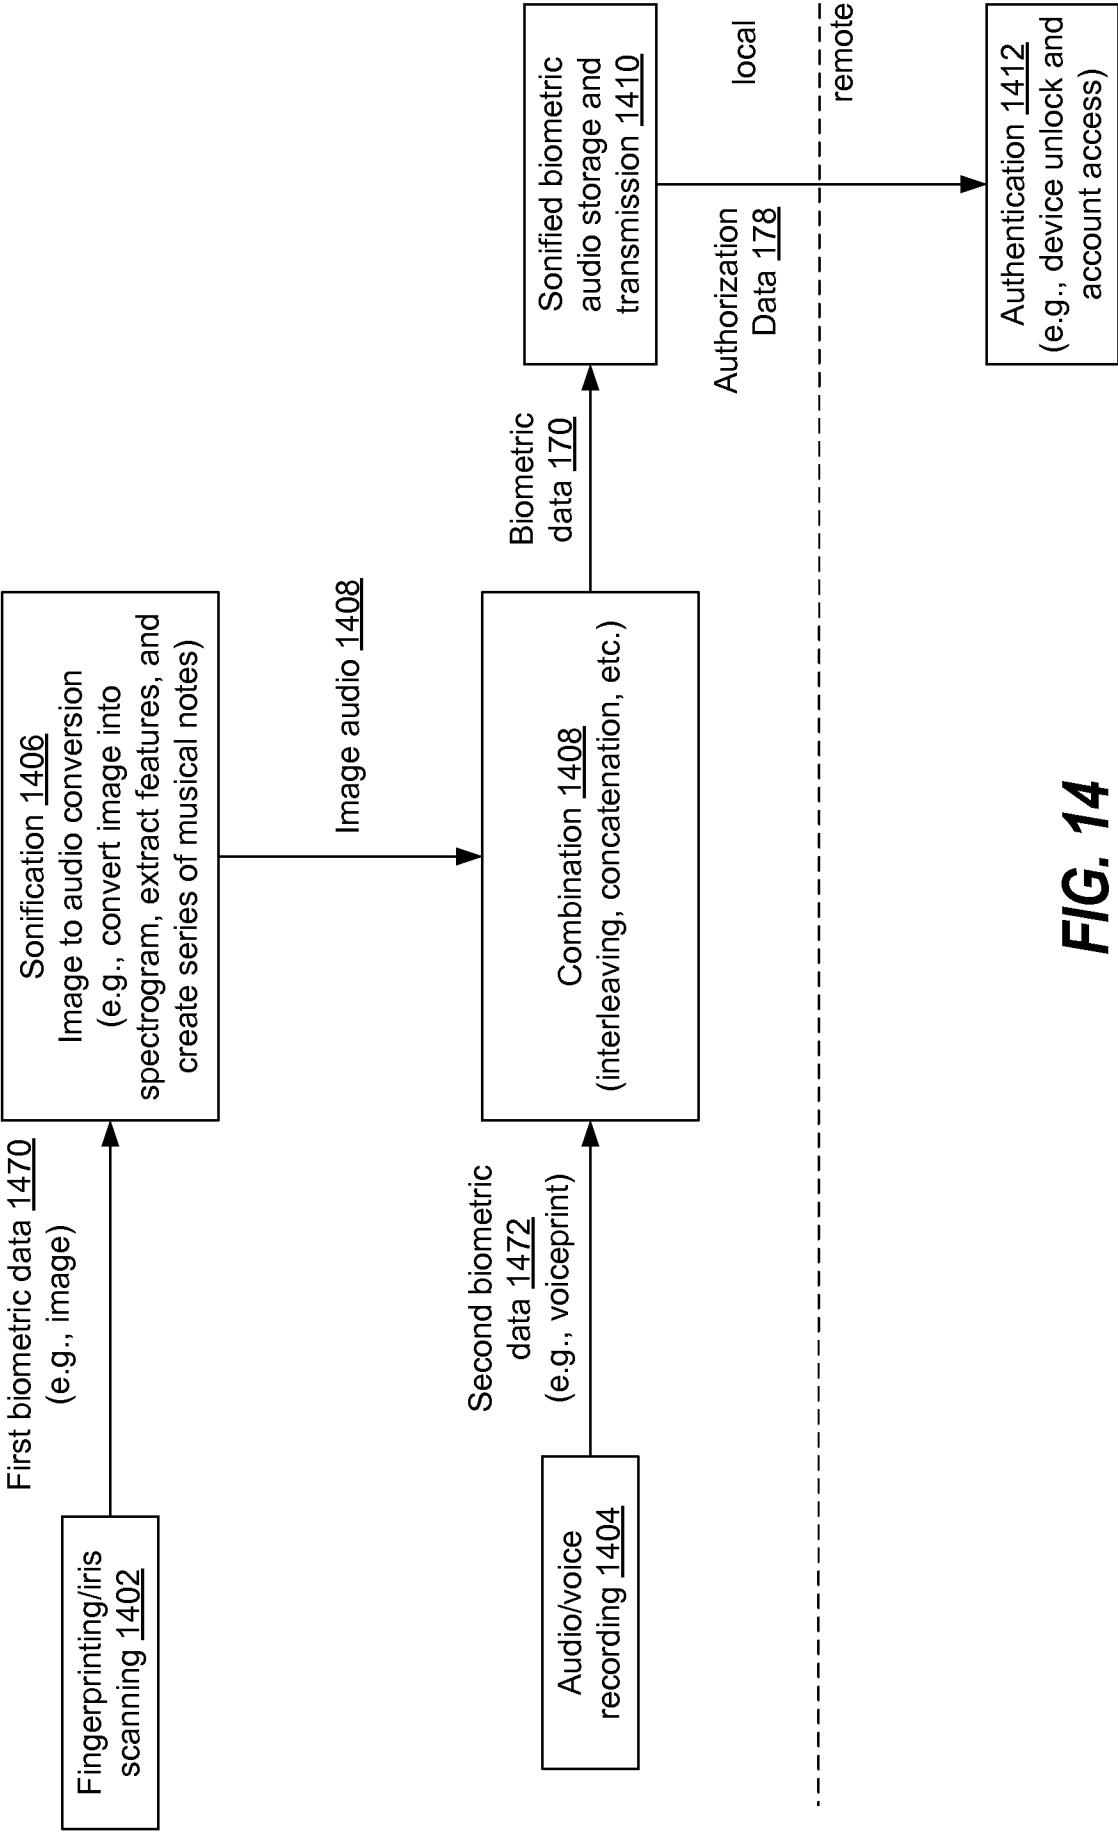 Fingerprinting/iris
scanning 1402
First biometric data 1470
(e.g., image)
Sonification 1406
Image to audio conversion
(e.g., convert image into
spectrogram, extract features, and
create series of musical notes)
Image audio 1408
Audio/voice
recording 1404
Second biometric
data 1472
(e.g., voiceprint)
Combination 1408
(interleaving, concatenation, etc.)
Biometric
data 170
Sonified biometric
audio storage and
transmission 1410
Authorization
Data 178
local
remote
Authentication 1412
(e.g., device unlock and
account access)
FIG. 14